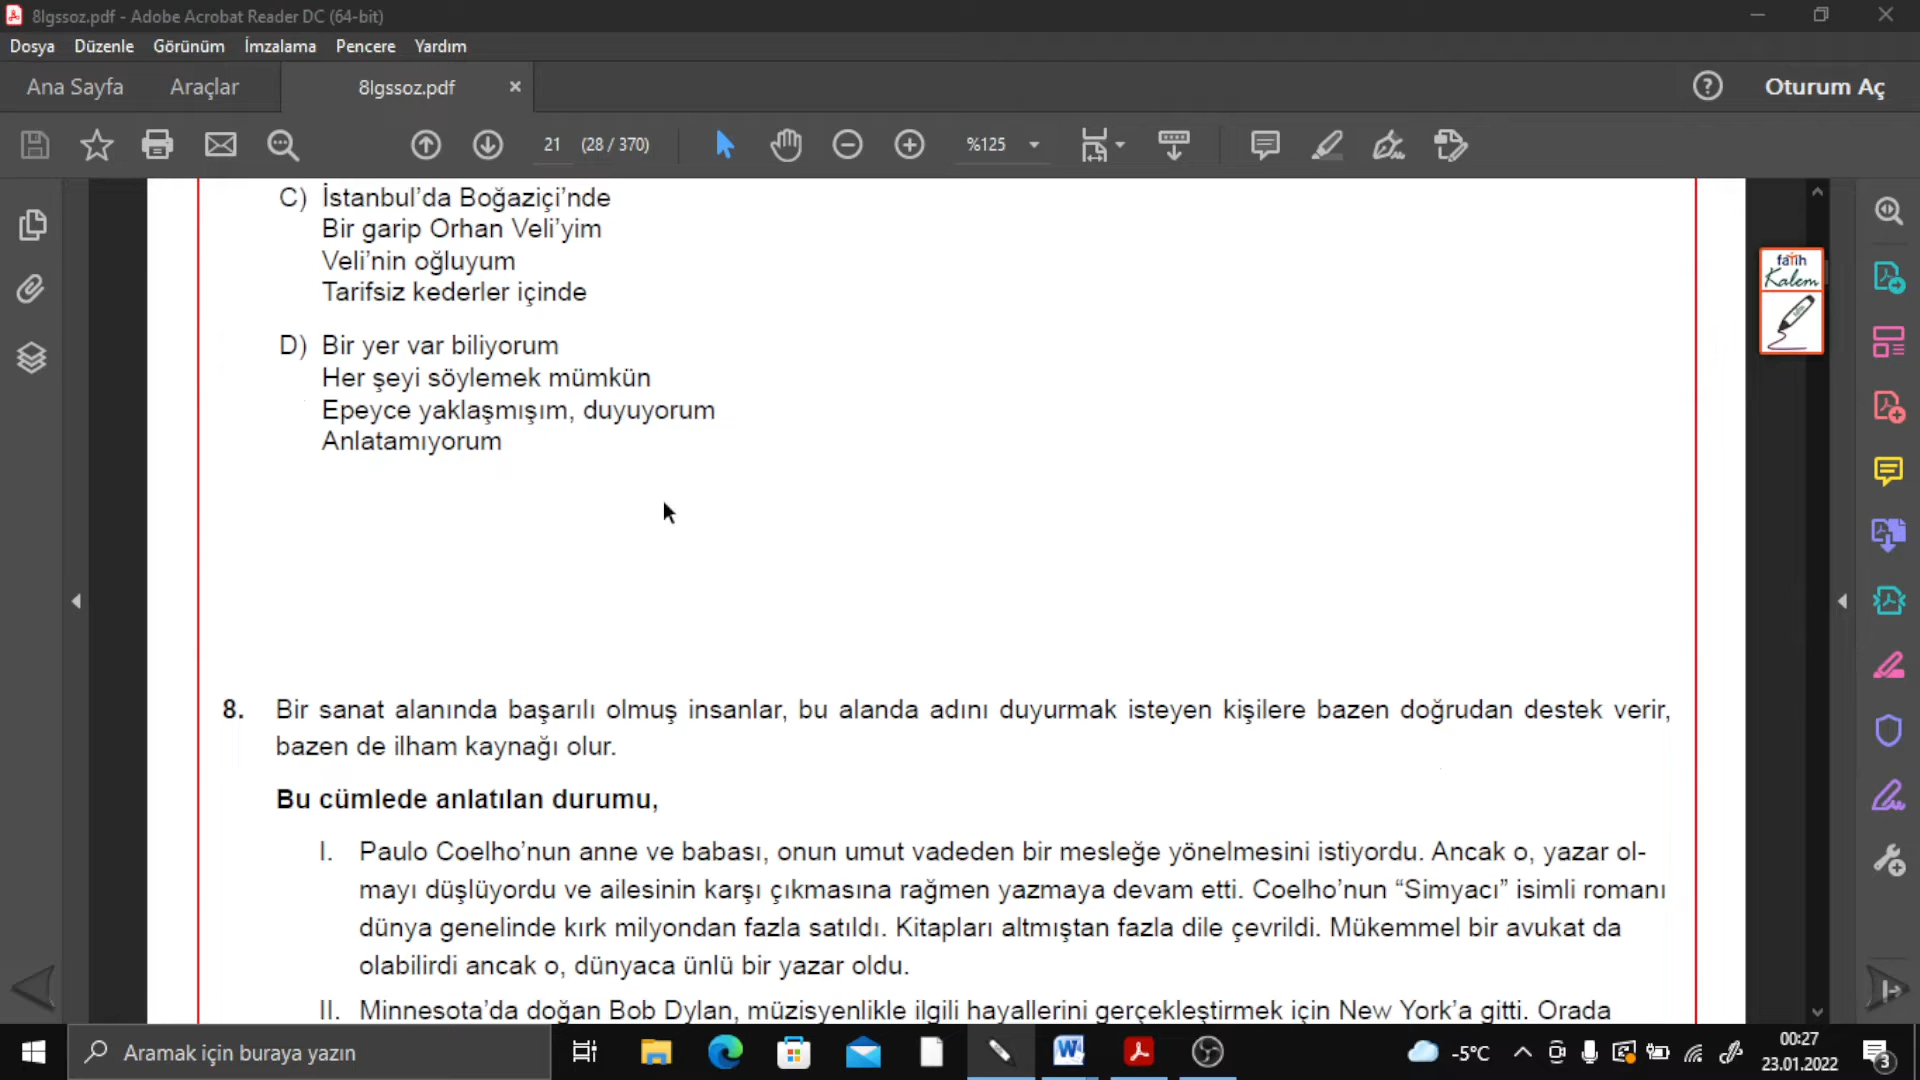 8lgssoz.pdf - Adobe Acrobat Reader DC (64-bit)
Dosya Düzenle Görünüm İmzalama Pencere Yardım
Ana Sayfa Araçlar 8lgssoz.pdf × Oturum Aç
21 (28 / 370) %125
C) İstanbul’da Boğaziçi’nde
Bir garip Orhan Veli’yim
Veli’nin oğluyum
Tarifsiz kederler içinde
fatih
Kalem
D) Bir yer var biliyorum
Her şeyi söylemek mümkün
Epeyce yaklaşmışım, duyuyorum
Anlatamıyorum
8. Bir sanat alanında başarılı olmuş insanlar, bu alanda adını duyurmak isteyen kişilere bazen doğrudan destek verir,
bazen de ilham kaynağı olur.
Bu cümlede anlatılan durumu,
I. Paulo Coelho’nun anne ve babası, onun umut vadeden bir mesleğe yönelmesini istiyordu. Ancak o, yazar ol-
mayı düşlüyordu ve ailesinin karşı çıkmasına rağmen yazmaya devam etti. Coelho’nun “Simyacı” isimli romanı
dünya genelinde kırk milyondan fazla satıldı. Kitapları altmıştan fazla dile çevrildi. Mükemmel bir avukat da
olabilirdi ancak o, dünyaca ünlü bir yazar oldu.
II. Minnesota’da doğan Bob Dylan, müzisyenlikle ilgili hayallerini gerçekleştirmek için New York’a gitti. Orada
Aramak için buraya yazın -5°C 00:27
23.01.2022 3